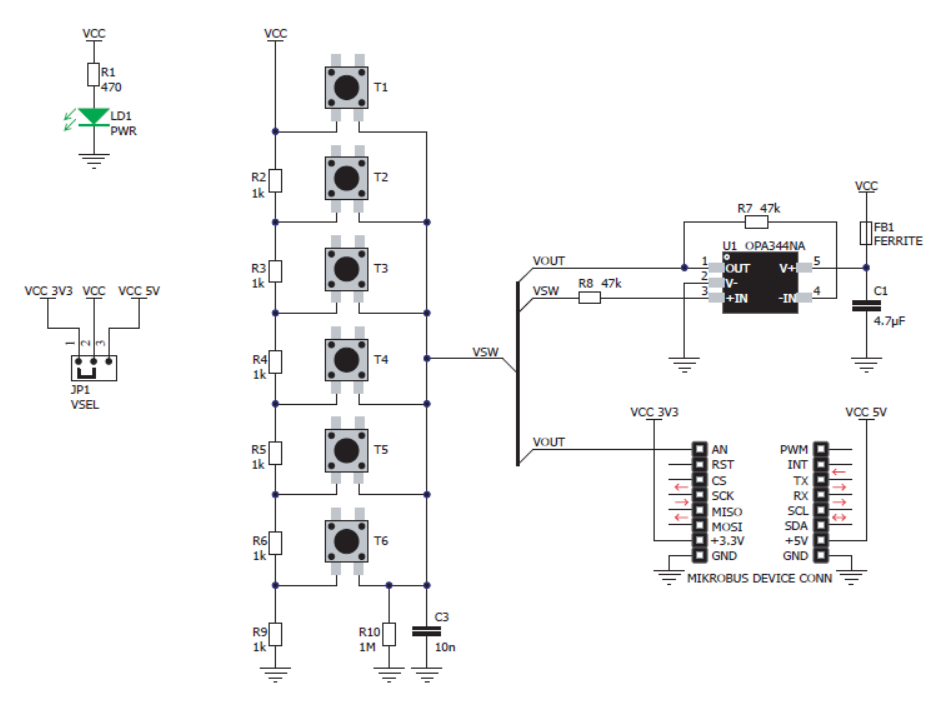 VCC
R1
470
LD1
PWR
VCC 3V3 VCC VCC 5V
1 2 3
JP1
VSEL
VCC
T1
R2
1k
T2
R3
1k
T3
R4
1k
T4
R5
1k
T5
R6
1k
T6
R9
1k
R10
1M
C3
10n
VSW
VOUT
VSW
R8 47k
VOUT
R7 47k
U1 OPA344NA
1 OUT V+ 5
2 V-
3 +IN -IN 4
VCC
FB1
FERRITE
C1
4.7µF
VCC 3V3 VCC 5V
AN PWM
RST INT
CS TX
SCK RX
MISO SCL
MOSI SDA
+3.3V +5V
GND GND
MIKROBUS DEVICE CONN